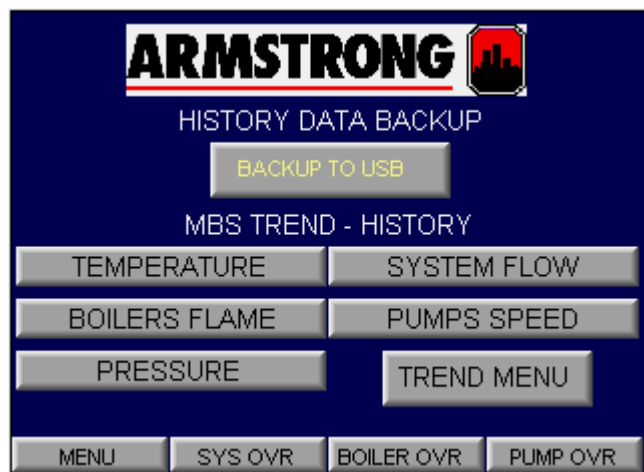 ARMSTRONG
HISTORY DATA BACKUP
BACKUP TO USB
MBS TREND - HISTORY
TEMPERATURE SYSTEM FLOW
BOILERS FLAME PUMPS SPEED
PRESSURE TREND MENU
MENU SYS OVR BOILER OVR PUMP OVR